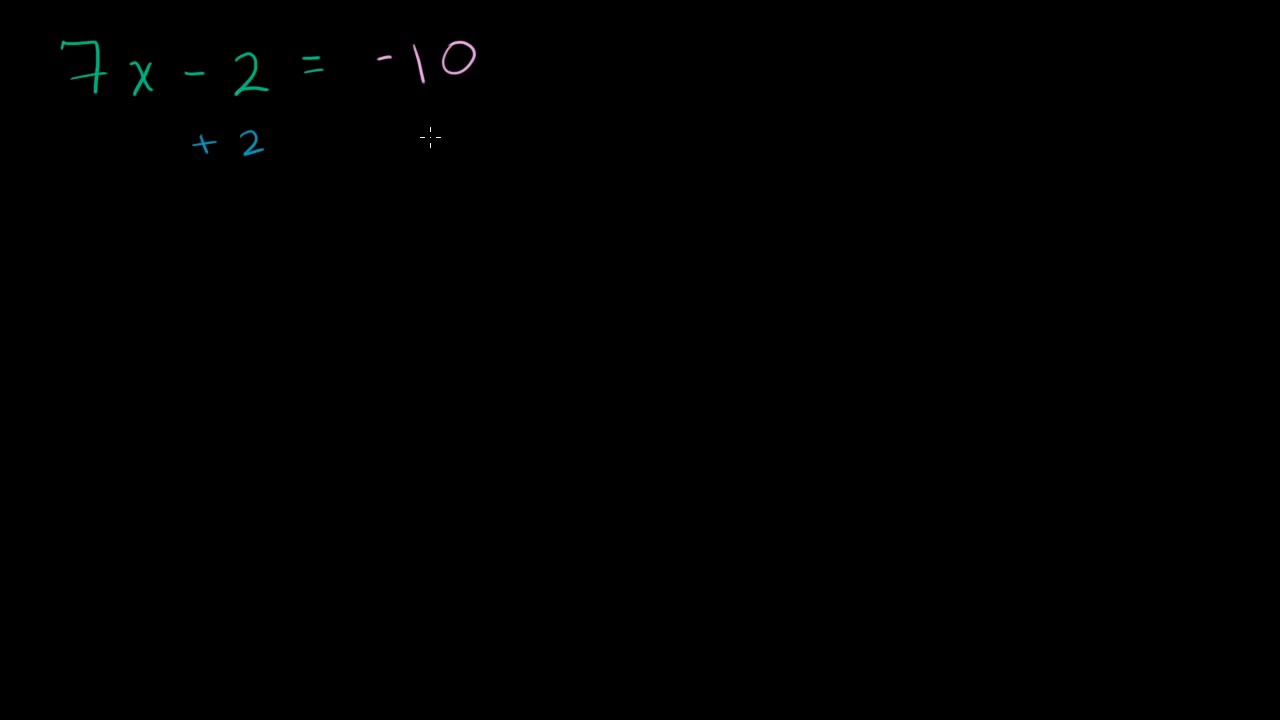 7x - 2 = -10
+ 2